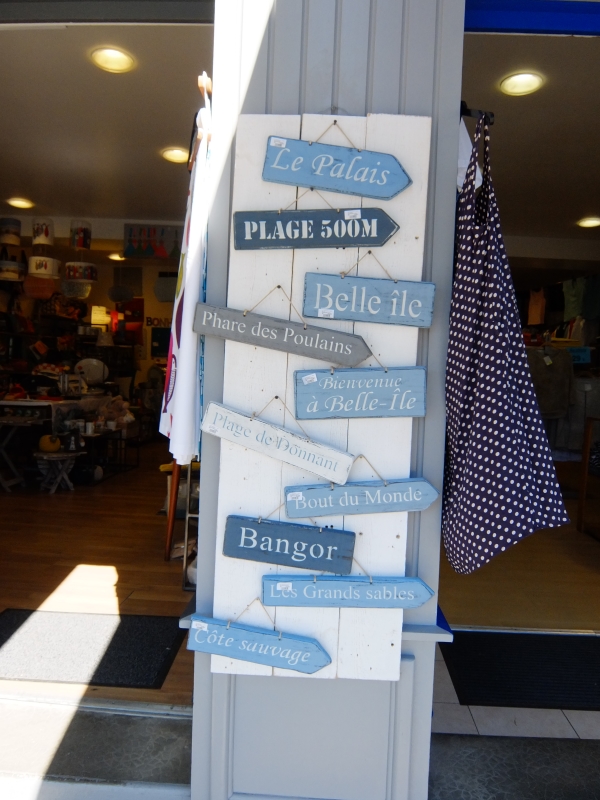 Le Palais
PLAGE 500M
Belle île
Phare des Poulains
Bienvenue
à Belle-Ile
Plage de Donnant
Bout du Monde
Bangor
Les Grands sables
Côte sauvage